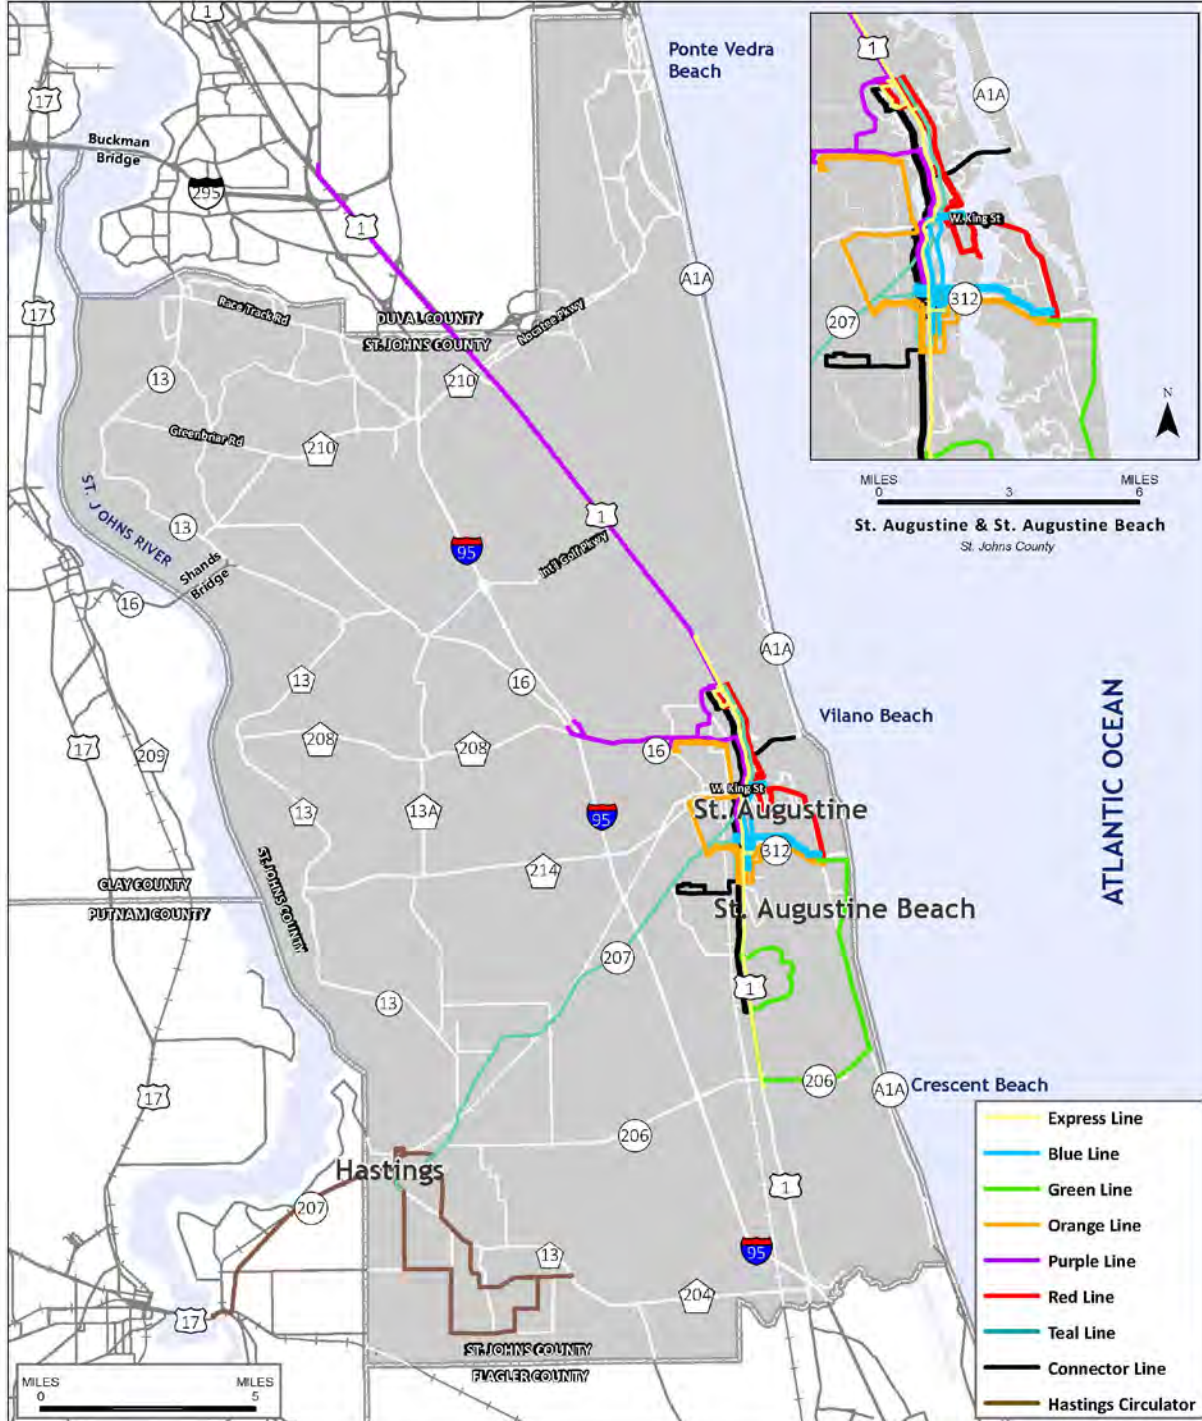 1
Ponte Vedra
Beach
17
Buckman
Bridge
295
1
A1A
17
Race Track Rd
DUVAL COUNTY
ST. JOHNS COUNTY
Nocatee Pkwy
13
210
Greenbriar Rd
210
ST. JOHNS RIVER
13
1
95
Int'l Golf Pkwy
Shands
Bridge
16
A1A
13
16
Vilano Beach
17
209
208
208
16
W. King St
St. Augustine
13
13A
95
312
214
CLAY COUNTY
PUTNAM COUNTY
ST. JOHNS COUNTY
St. Augustine Beach
207
1
13
ATLANTIC OCEAN
17
206
A1A
Crescent Beach
206
Hastings
207
1
13
95
204
17
ST. JOHNS COUNTY
FLAGLER COUNTY
MILES
MILES
0
5
1
A1A
W. King St
312
207
N
MILES
MILES
0
3
6
St. Augustine & St. Augustine Beach
St. Johns County
Express Line
Blue Line
Green Line
Orange Line
Purple Line
Red Line
Teal Line
Connector Line
Hastings Circulator